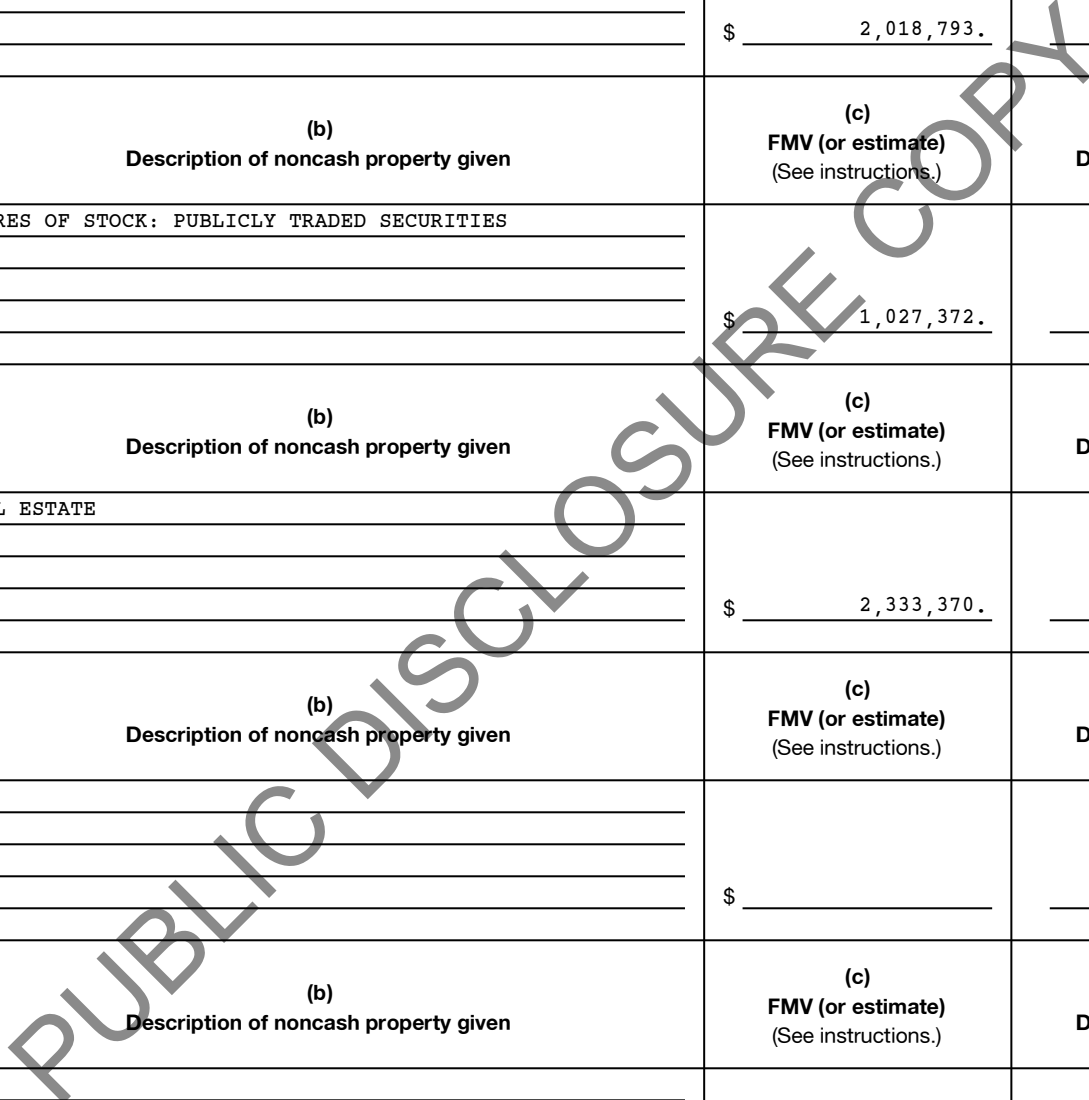 $ 2,018,793.
(b)
Description of noncash property given
(c)
FMV (or estimate)
(See instructions.)
D
RES OF STOCK: PUBLICLY TRADED SECURITIES
$ 1,027,372.
(b)
Description of noncash property given
(c)
FMV (or estimate)
(See instructions.)
D
L ESTATE
$ 2,333,370.
(b)
Description of noncash property given
(c)
FMV (or estimate)
(See instructions.)
D
$
(b)
Description of noncash property given
(c)
FMV (or estimate)
(See instructions.)
D
PUBLIC DISCLOSURE COPY